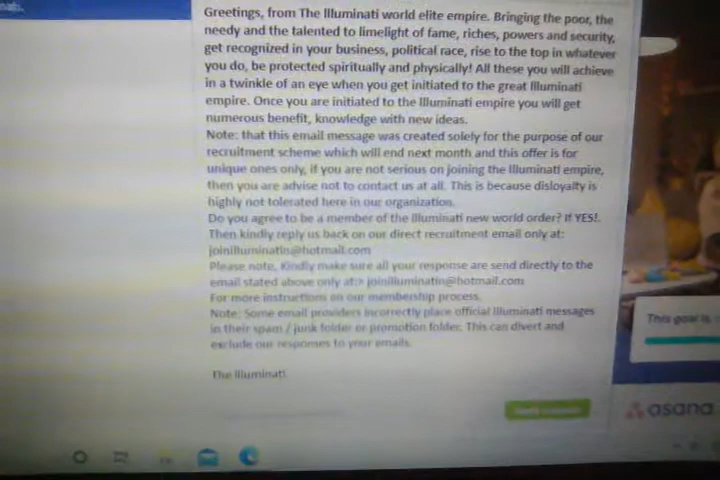 Greetings, from The Illuminati world elite empire. Bringing the poor, the
needy and the talented to limelight of fame, riches, powers and security,
get recognized in your business, political race, rise to the top in whatever
you do, be protected spiritually and physically! All these you will achieve
in a twinkle of an eye when you get initiated to the great Illuminati
empire. Once you are initiated to the Illuminati empire you will get
numerous benefit, knowledge with new ideas.
Note: that this email message was created solely for the purpose of our
recruitment scheme which will end next month and this offer is for
unique ones only, if you are not serious on joining the Illuminati empire,
then you are advise not to contact us at all. This is because disloyalty is
highly not tolerated here in our organization.
Do you agree to be a member of the Illuminati new world order? If YES!.
Then kindly reply us back on our direct recruitment email only at:
joinilluminatin@hotmail.com
Please note, Kindly make sure all your response are send directly to the
email stated above only at:> joinilluminatin@hotmail.com
For more instructions on our membership process.
Note: Some email providers incorrectly place official Illuminati messages
in their spam / junk folder or promotion folder. This can divert and
exclude our responses to your emails.
The Illuminati
This goal is
asana